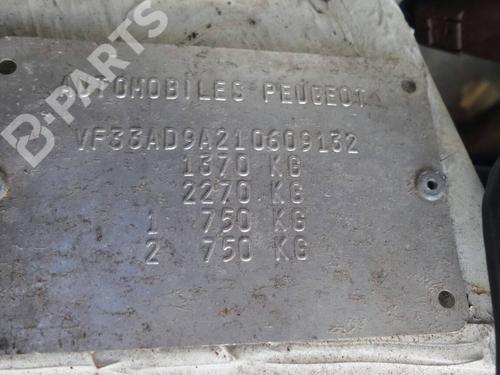 B-PARTS
AUTOMOBILES PEUGEOT
VF33AD9A210609132
1370 KG
2270 KG
1 750 KG
2 750 KG